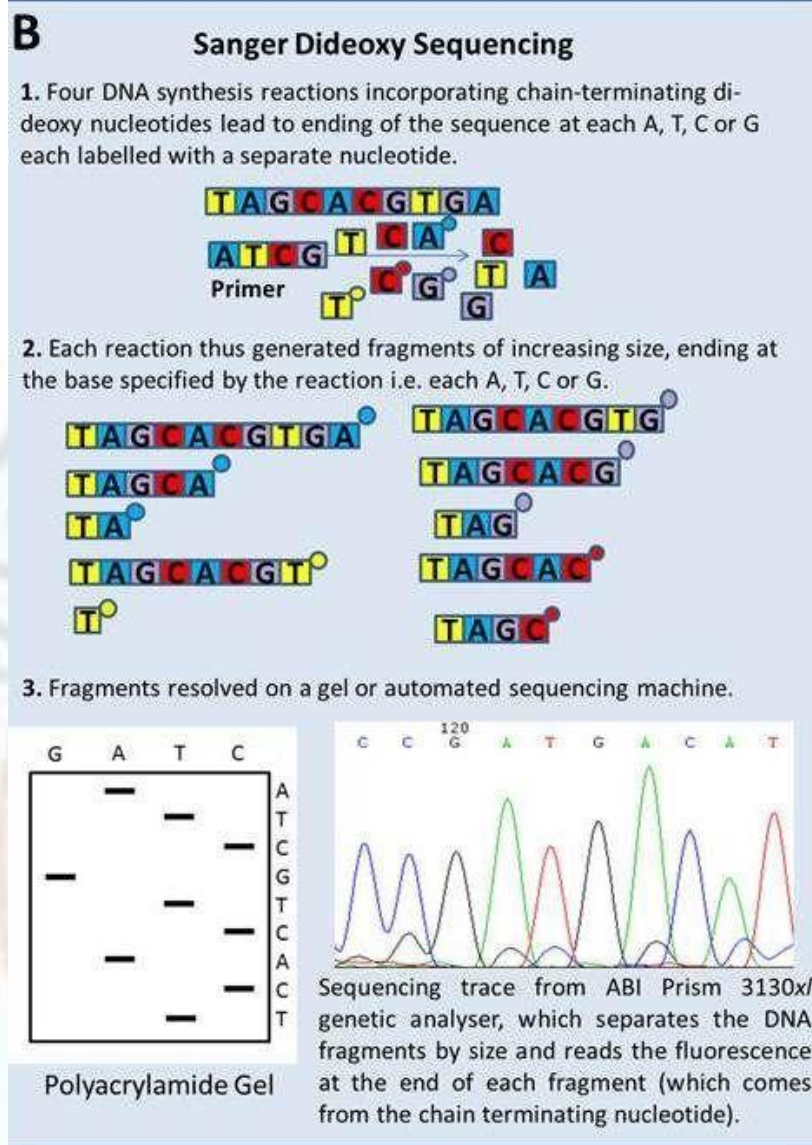 B
Sanger Dideoxy Sequencing
1. Four DNA synthesis reactions incorporating chain-terminating di-
deoxy nucleotides lead to ending of the sequence at each A, T, C or G
each labelled with a separate nucleotide.
TAGCACGTGA
ATCG T C A C
Primer T C G T A
G
2. Each reaction thus generated fragments of increasing size, ending at
the base specified by the reaction i.e. each A, T, C or G.
TAGCACGTGA
TAGCA
TA
TAGCACGT
T
TAGCACGTG
TAGCACG
TAG
TAGCAC
TAGC
3. Fragments resolved on a gel or automated sequencing machine.
G A T C
A
T
C
G
T
C
A
C
T
Polyacrylamide Gel
120
C C G A T G A C A T
Sequencing trace from ABI Prism 3130xl
genetic analyser, which separates the DNA
fragments by size and reads the fluorescence
at the end of each fragment (which comes
from the chain terminating nucleotide).